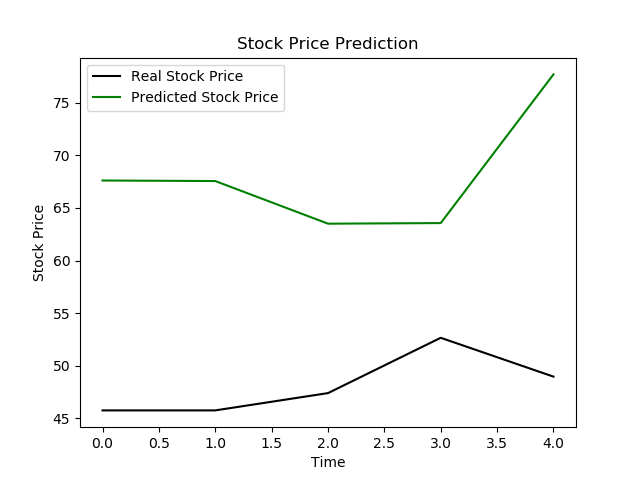 Stock Price Prediction
Real Stock Price
Predicted Stock Price
Stock Price
75
70
65
60
55
50
45
0.0 0.5 1.0 1.5 2.0 2.5 3.0 3.5 4.0
Time